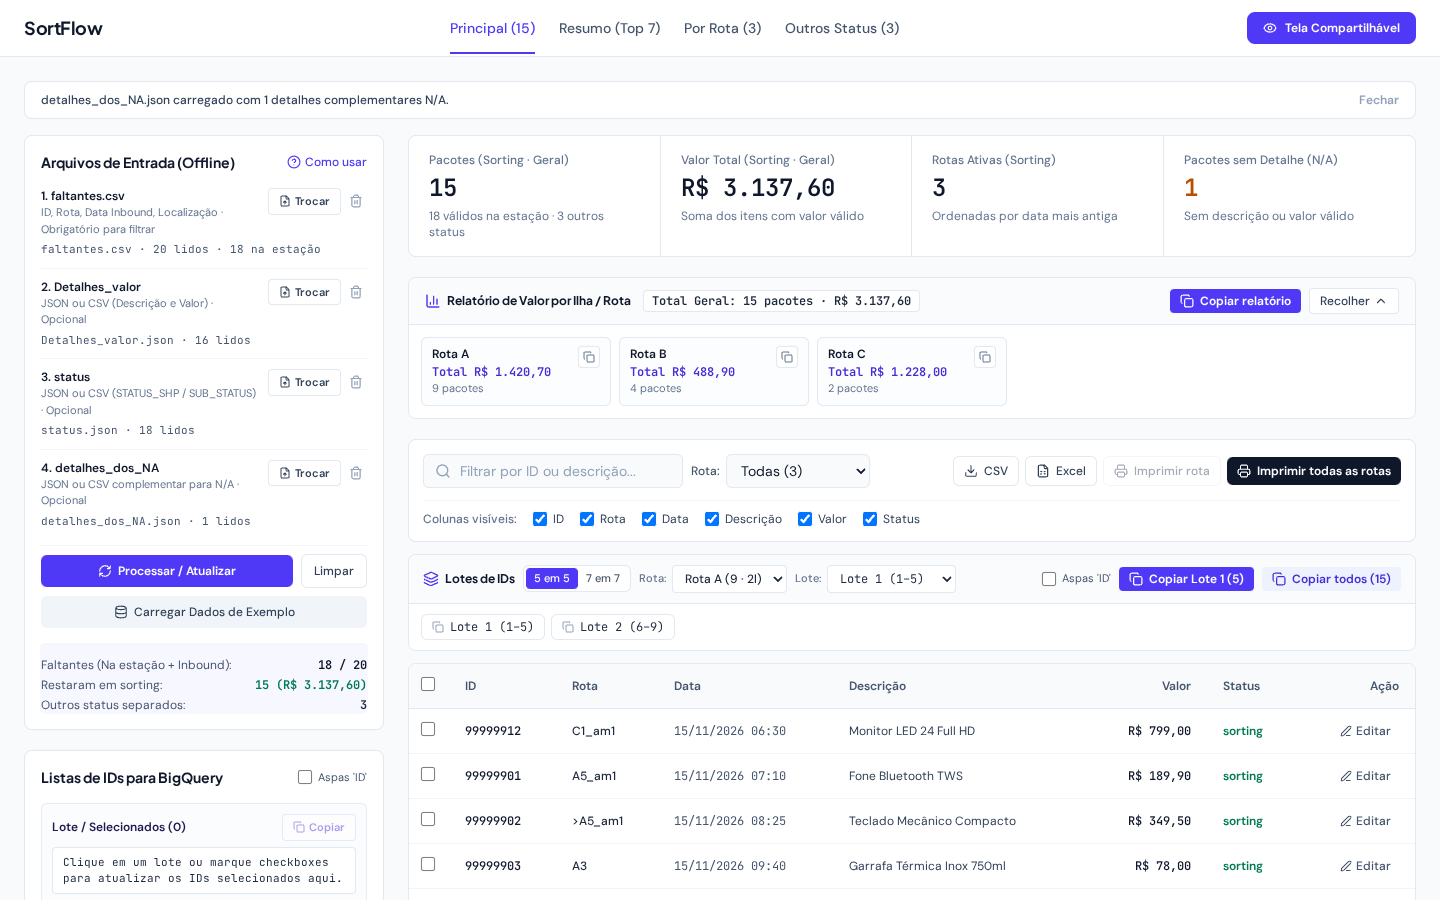 SortFlow
Principal (15)
Resumo (Top 7)
Por Rota (3)
Outros Status (3)
Tela Compartilhável
detalhes_dos_NA.json carregado com 1 detalhes complementares N/A.
Fechar
Arquivos de Entrada (Offline)
Como usar
1. faltantes.csv
ID, Rota, Data Inbound, Localização ·
Obrigatório para filtrar
Trocar
faltantes.csv · 20 lidos · 18 na estação
2. Detalhes_valor
JSON ou CSV (Descrição e Valor) ·
Opcional
Trocar
Detalhes_valor.json · 16 lidos
3. status
JSON ou CSV (STATUS_SHP / SUB_STATUS)
· Opcional
Trocar
status.json · 18 lidos
4. detalhes_dos_NA
JSON ou CSV complementar para N/A ·
Opcional
Trocar
detalhes_dos_NA.json · 1 lidos
Processar / Atualizar
Limpar
Carregar Dados de Exemplo
Faltantes (Na estação + Inbound): 18 / 20
Restaram em sorting: 15 (R$ 3.137,60)
Outros status separados: 3
Listas de IDs para BigQuery
Aspas 'ID'
Lote / Selecionados (0)
Copiar
Clique em um lote ou marque checkboxes
para atualizar os IDs selecionados aqui.
Pacotes (Sorting · Geral)
15
18 válidos na estação · 3 outros
status
Valor Total (Sorting · Geral)
R$ 3.137,60
Soma dos itens com valor válido
Rotas Ativas (Sorting)
3
Ordenadas por data mais antiga
Pacotes sem Detalhe (N/A)
1
Sem descrição ou valor válido
Relatório de Valor por Ilha / Rota
Total Geral: 15 pacotes · R$ 3.137,60
Copiar relatório
Recolher
Rota A
Total R$ 1.420,70
9 pacotes
Rota B
Total R$ 488,90
4 pacotes
Rota C
Total R$ 1.228,00
2 pacotes
Filtrar por ID ou descrição...
Rota:
Todas (3)
CSV
Excel
Imprimir rota
Imprimir todas as rotas
Colunas visíveis:
ID
Rota
Data
Descrição
Valor
Status
Lotes de IDs
5 em 5
7 em 7
Rota:
Rota A (9 · 2l)
Lote:
Lote 1 (1–5)
Aspas 'ID'
Copiar Lote 1 (5)
Copiar todos (15)
Lote 1 (1–5)
Lote 2 (6–9)
ID Rota Data Descrição Valor Status Ação
99999912 C1_am1 15/11/2026 06:30 Monitor LED 24 Full HD R$ 799,00 sorting Editar
99999901 A5_am1 15/11/2026 07:10 Fone Bluetooth TWS R$ 189,90 sorting Editar
99999902 >A5_am1 15/11/2026 08:25 Teclado Mecânico Compacto R$ 349,50 sorting Editar
99999903 A3 15/11/2026 09:40 Garrafa Térmica Inox 750ml R$ 78,00 sorting Editar